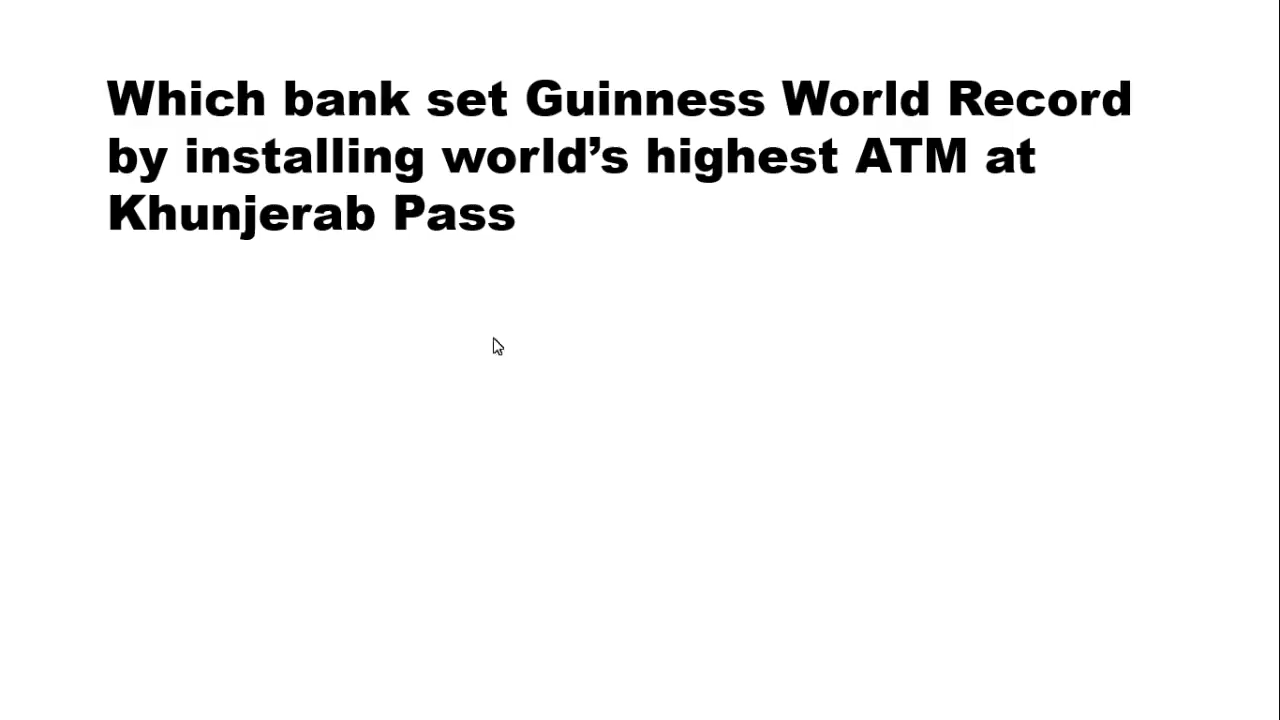 Which bank set Guinness World Record
by installing world’s highest ATM at
Khunjerab Pass